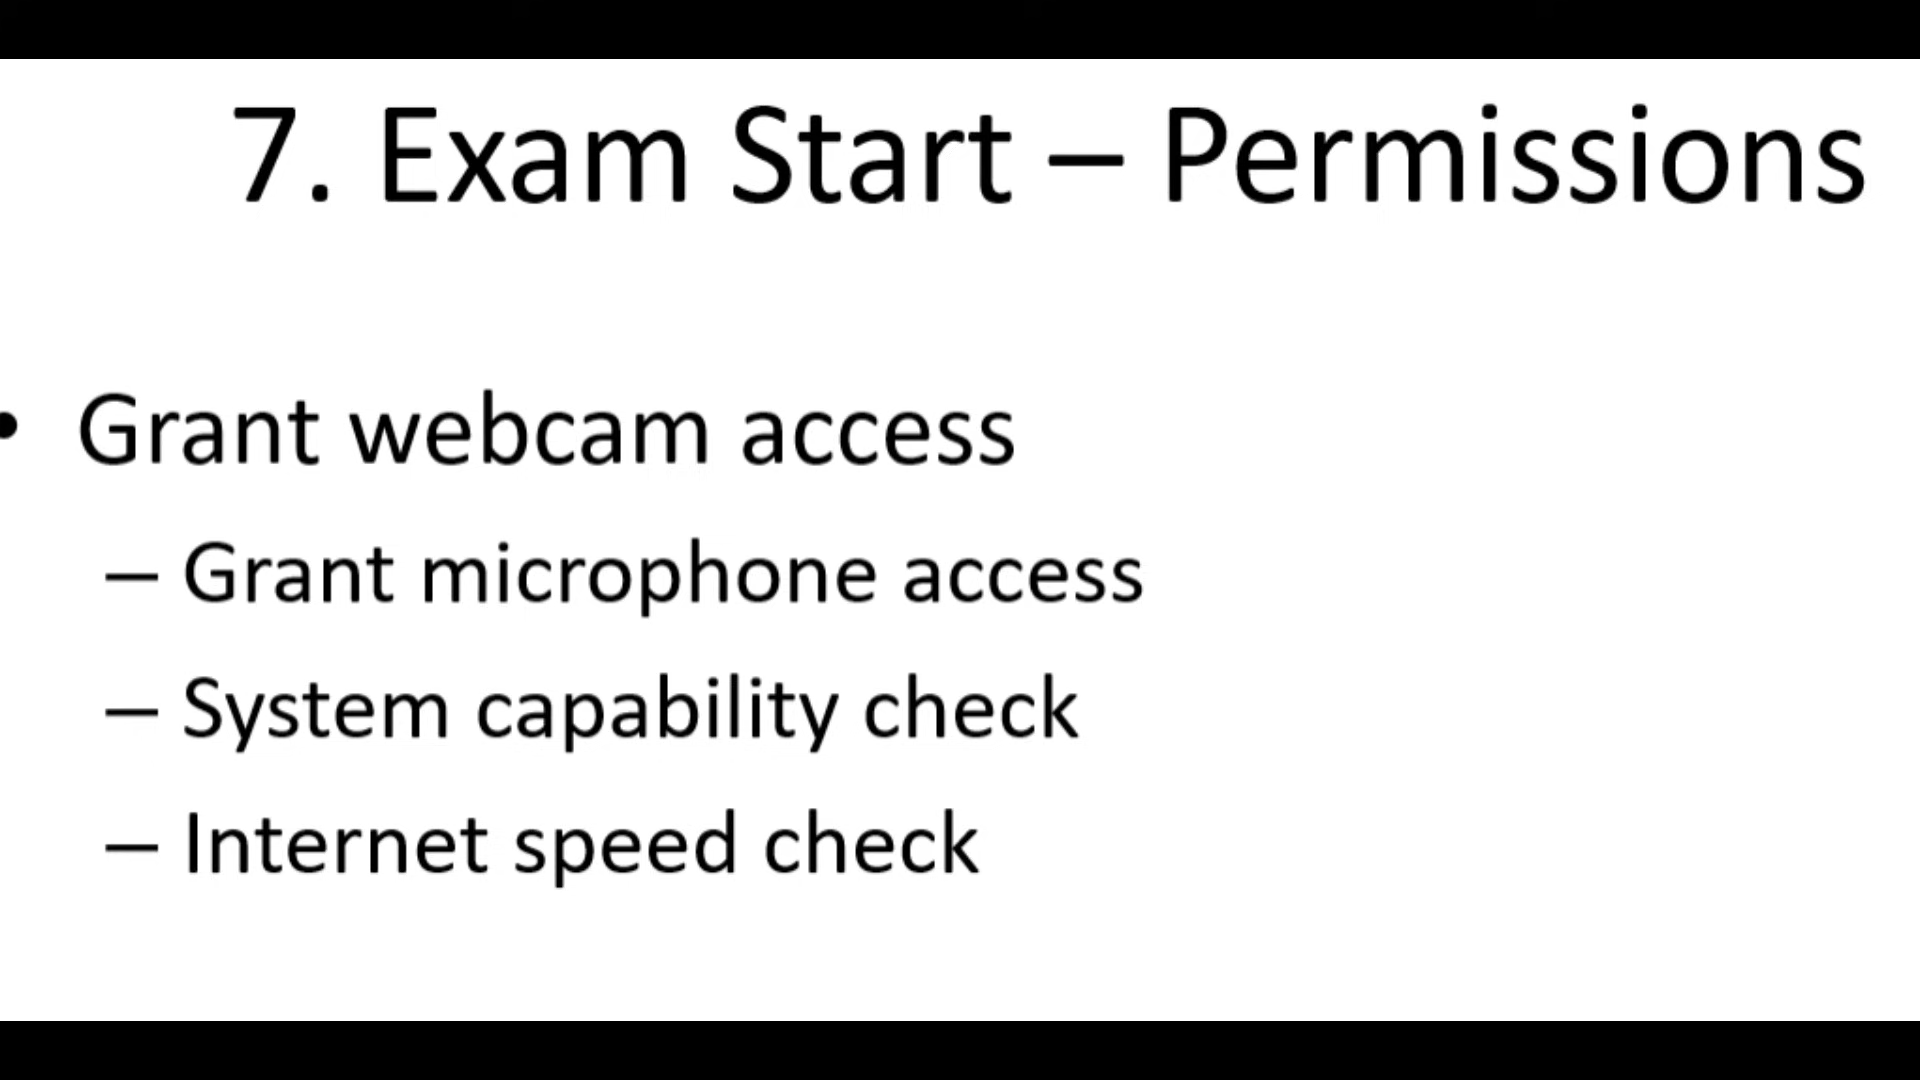 7. Exam Start – Permissions
• Grant webcam access
– Grant microphone access
– System capability check
– Internet speed check